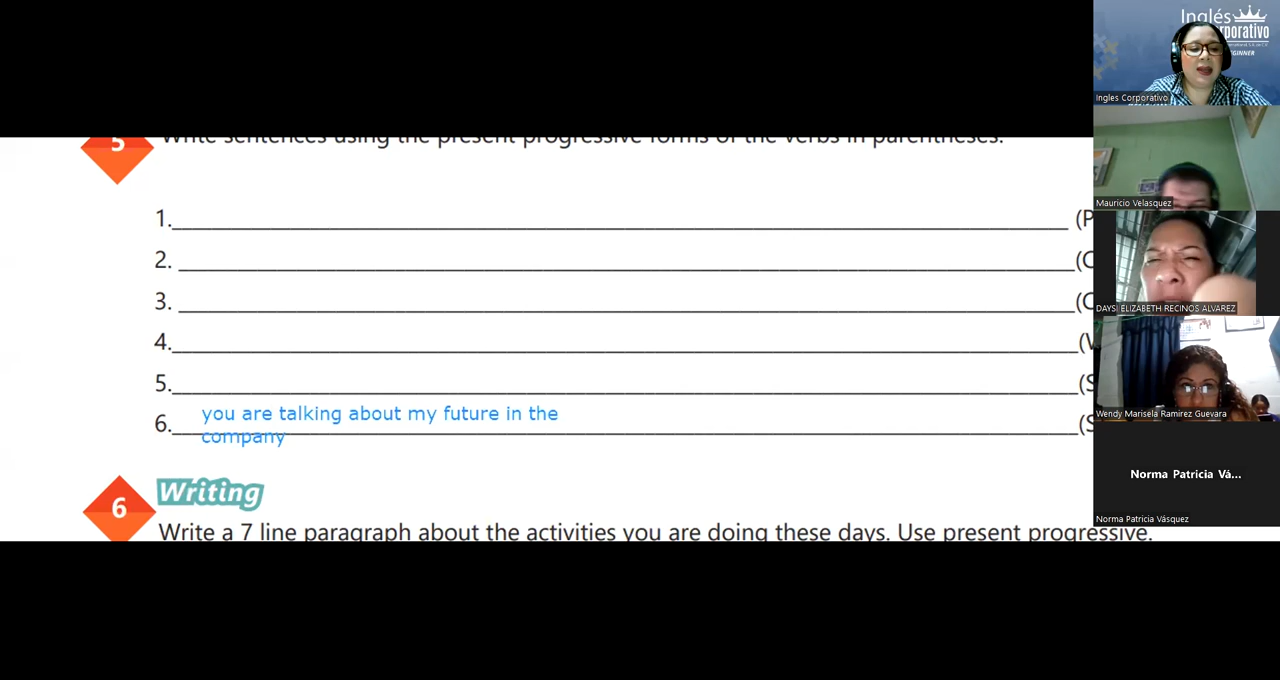 Inglés
Corporativo
Ingles Corporativo
5 Write sentences using the present progressive forms of the verbs in parentheses.
Mauricio Velasquez
1. (P
2. (C
3. (C
DAYSI ELIZABETH RECINOS ALVAREZ
4.
5. (S
you are talking about my future in the
company
6. (S
Wendy Marisela Ramirez Guevara
Norma Patricia Vá...
Writing
6 Write a 7 line paragraph about the activities you are doing these days. Use present progressive.
Norma Patricia Vásquez